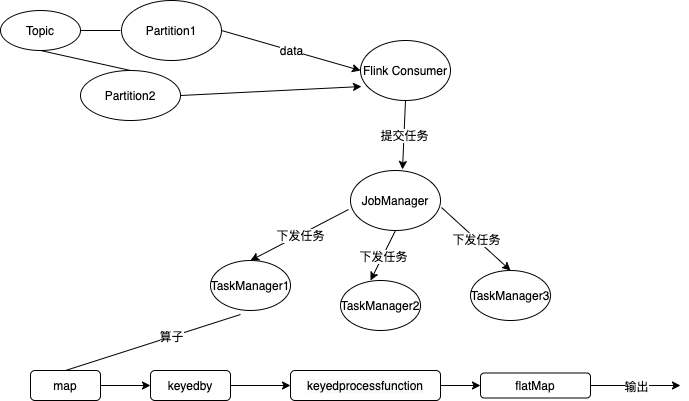 Topic
Partition1
data
Flink Consumer
Partition2
提交任务
JobManager
下发任务
下发任务
下发任务
TaskManager1
TaskManager2
TaskManager3
算子
map
keyedby
keyedprocessfunction
flatMap
输出